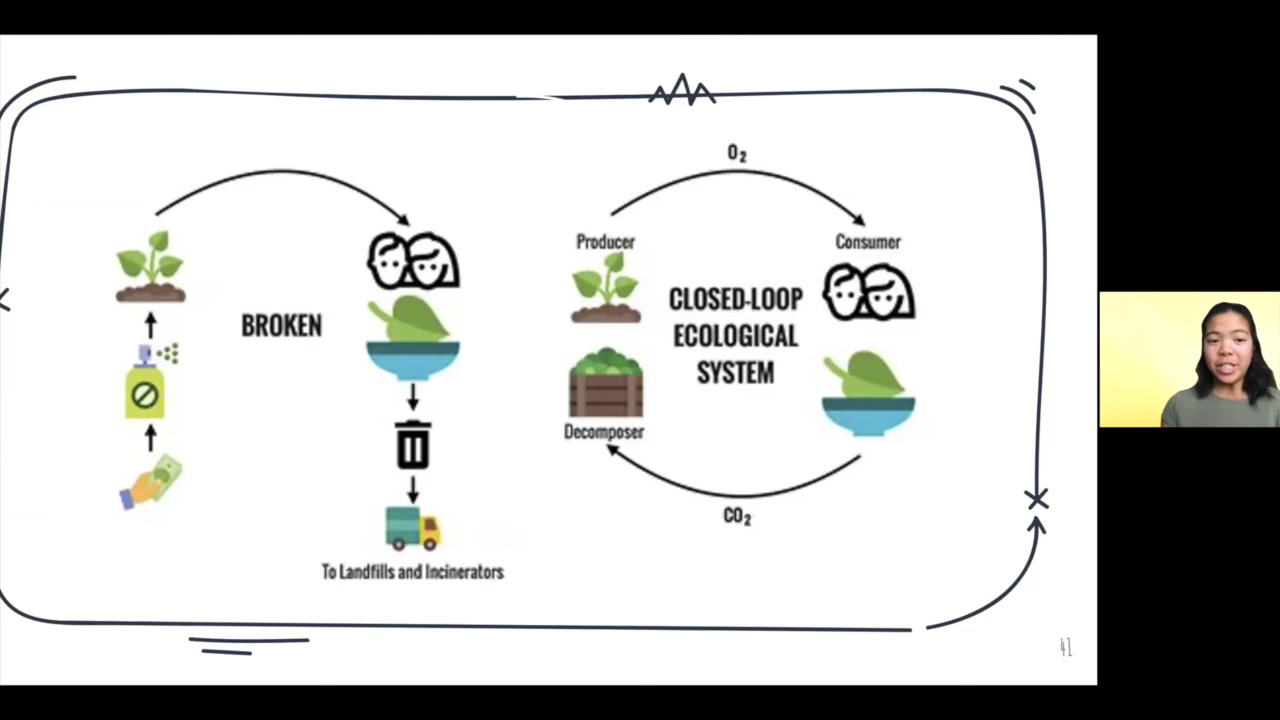 BROKEN
To Landfills and Incinerators
O₂
Producer
Consumer
CLOSED-LOOP
ECOLOGICAL
SYSTEM
Decomposer
CO₂
41